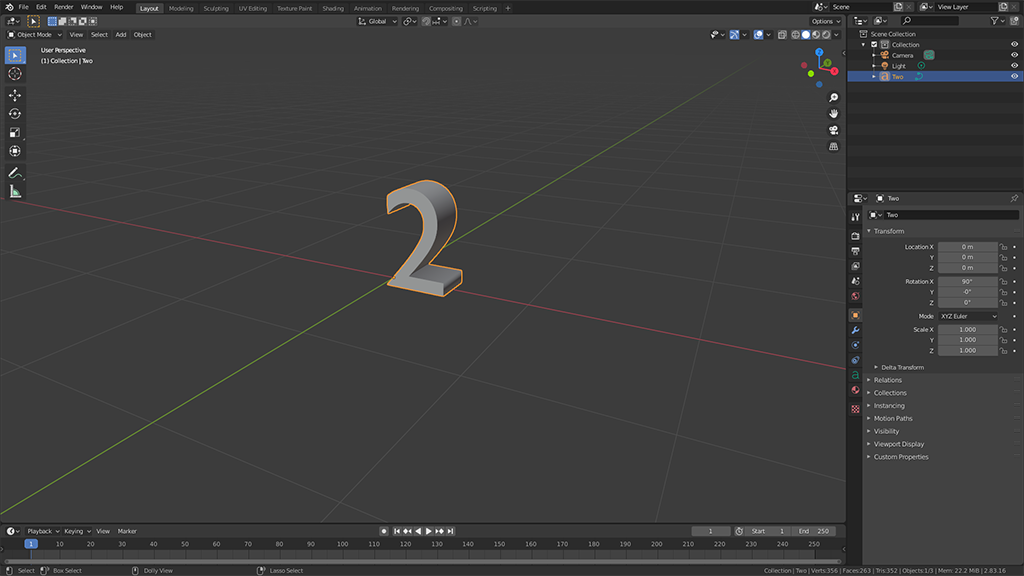 File Edit Render Window Help Layout Modeling Sculpting UV Editing Texture Paint Shading Animation Rendering Compositing Scripting + Scene View Layer
Global Options
Object Mode View Select Add Object
User Perspective
(1) Collection | Two
Scene Collection
Collection
Camera
Light
Two
2
Two
Two
Transform
Location X 0 m
Y 0 m
Z 0 m
Rotation X 90°
Y -0°
Z 0°
Mode XYZ Euler
Scale X 1.000
Y 1.000
Z 1.000
Delta Transform
Relations
Collections
Instancing
Motion Paths
Visibility
Viewport Display
Custom Properties
Playback Keying View Marker 1 Start 1 End 250
1 10 20 30 40 50 60 70 80 90 100 110 120 130 140 150 160 170 180 190 200 210 220 230 240 250
Select Box Select Dolly View Lasso Select Collection | Two | Verts:356 | Faces:263 | Tris:352 | Objects:1/3 | Mem: 22.2 MiB | 2.83.16